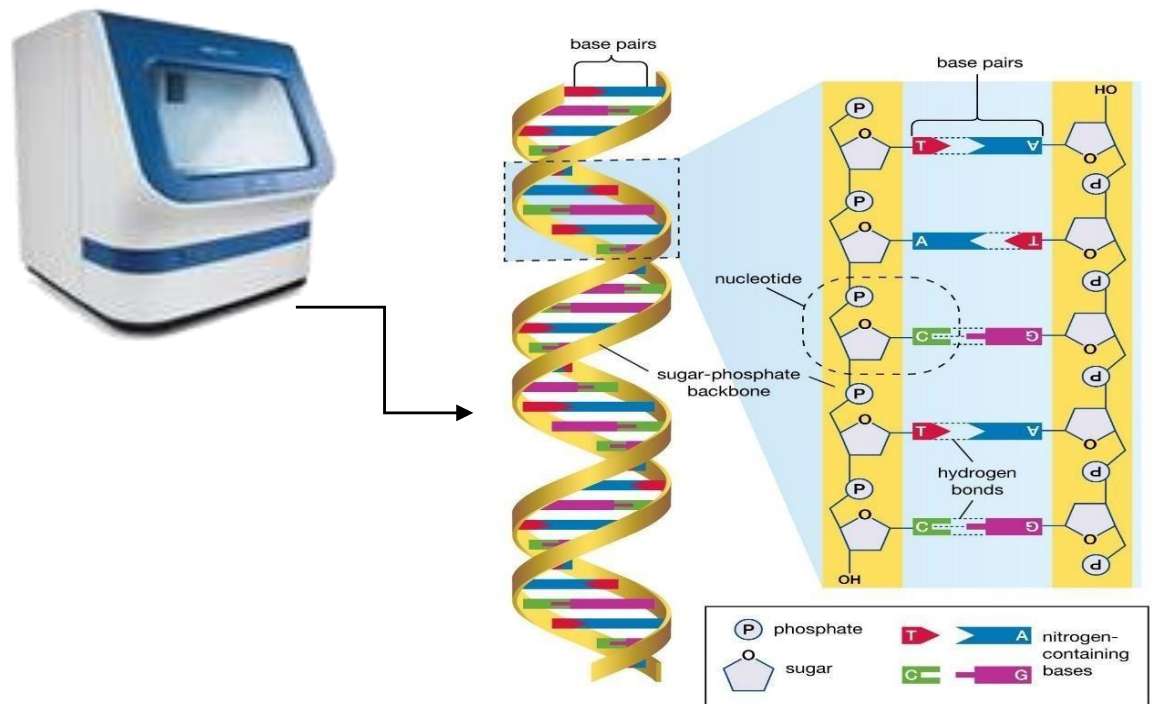 base pairs
base pairs
HO
P
O
T
A
O
P
P
O
A
T
O
P
nucleotide
P
O
C
G
O
P
sugar-phosphate
backbone
P
O
T
A
O
P
hydrogen
bonds
P
O
C
G
O
P
OH
P
phosphate
T
A
nitrogen-
containing
bases
O
sugar
C
G